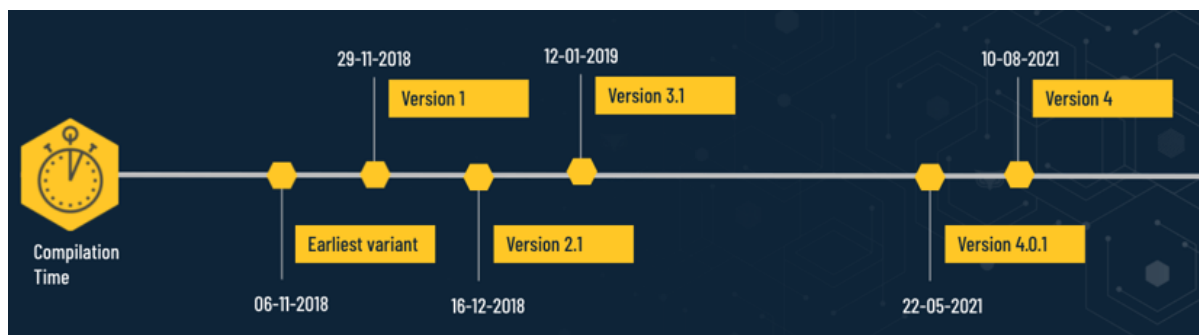 29-11-2018
12-01-2019
10-08-2021
Version 1
Version 3.1
Version 4
Compilation
Time
Earliest variant
Version 2.1
Version 4.0.1
06-11-2018
16-12-2018
22-05-2021